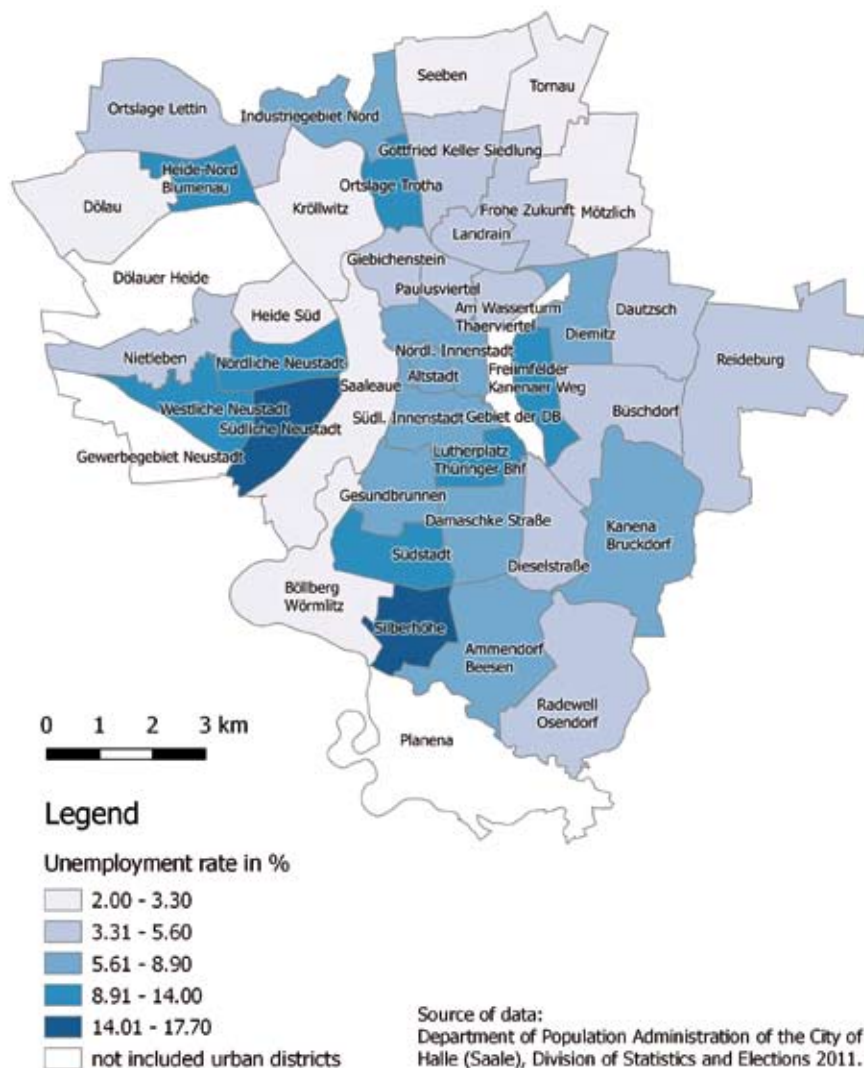 Seeben
Tornau
Ortslage Lettin
Industriegebiet Nord
Gottfried Keller Siedlung
Heide-Nord
Blumenau
Ortslage Trotha
Dölau
Kröllwitz
Frohe Zukunft
Mötzlich
Landrain
Giebichenstein
Dölauer Heide
Paulusviertel
Am Wasserturm
Thaerviertel
Dautzsch
Heide Süd
Diemitz
Nördl. Innenstadt
Reideburg
Nietleben
Nördliche Neustadt
Altstadt
Freiimfelder
Kanenaer Weg
Saaleaue
Westliche Neustadt
Südl. Innenstadt
Gebiet der DB
Büschdorf
Südliche Neustadt
Lutherplatz
Thüringer Bhf
Gewerbegebiet Neustadt
Gesundbrunnen
Damaschke Straße
Kanena
Bruckdorf
Südstadt
Dieselstraße
Böllberg
Wörmlitz
Silberhöhe
Ammendorf
Beesen
Radewell
Osendorf
Planena
0 1 2 3 km
Legend
Unemployment rate in %
2.00 - 3.30
3.31 - 5.60
5.61 - 8.90
8.91 - 14.00
14.01 - 17.70
not included urban districts
Source of data:
Department of Population Administration of the City of
Halle (Saale), Division of Statistics and Elections 2011.